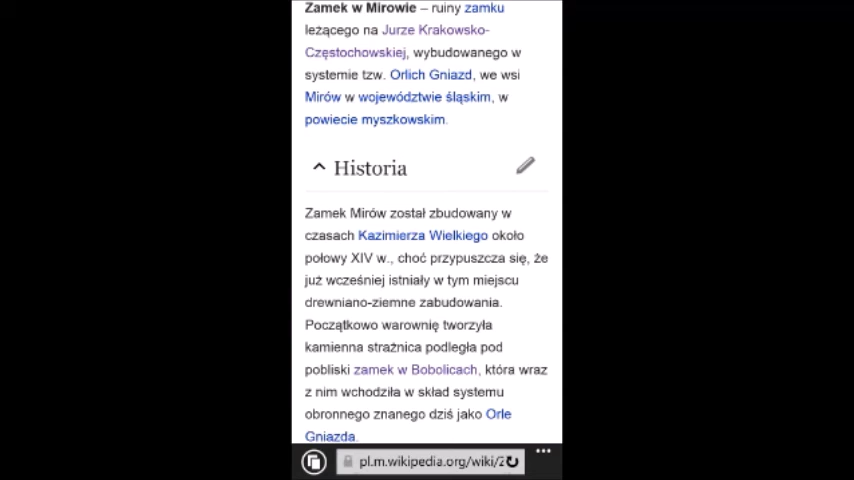 Zamek w Mirowie – ruiny zamku
leżącego na Jurze Krakowsko-
Częstochowskiej, wybudowanego w
systemie tzw. Orlich Gniazd, we wsi
Mirów w województwie śląskim, w
powiecie myszkowskim.
Historia
Zamek Mirów został zbudowany w
czasach Kazimierza Wielkiego około
połowy XIV w., choć przypuszcza się, że
już wcześniej istniały w tym miejscu
drewniano-ziemne zabudowania.
Początkowo warownię tworzyła
kamienna strażnica podległa pod
pobliski zamek w Bobolicach, która wraz
z nim wchodziła w skład systemu
obronnego znanego dziś jako Orle
Gniazda.
pl.m.wikipedia.org/wiki/